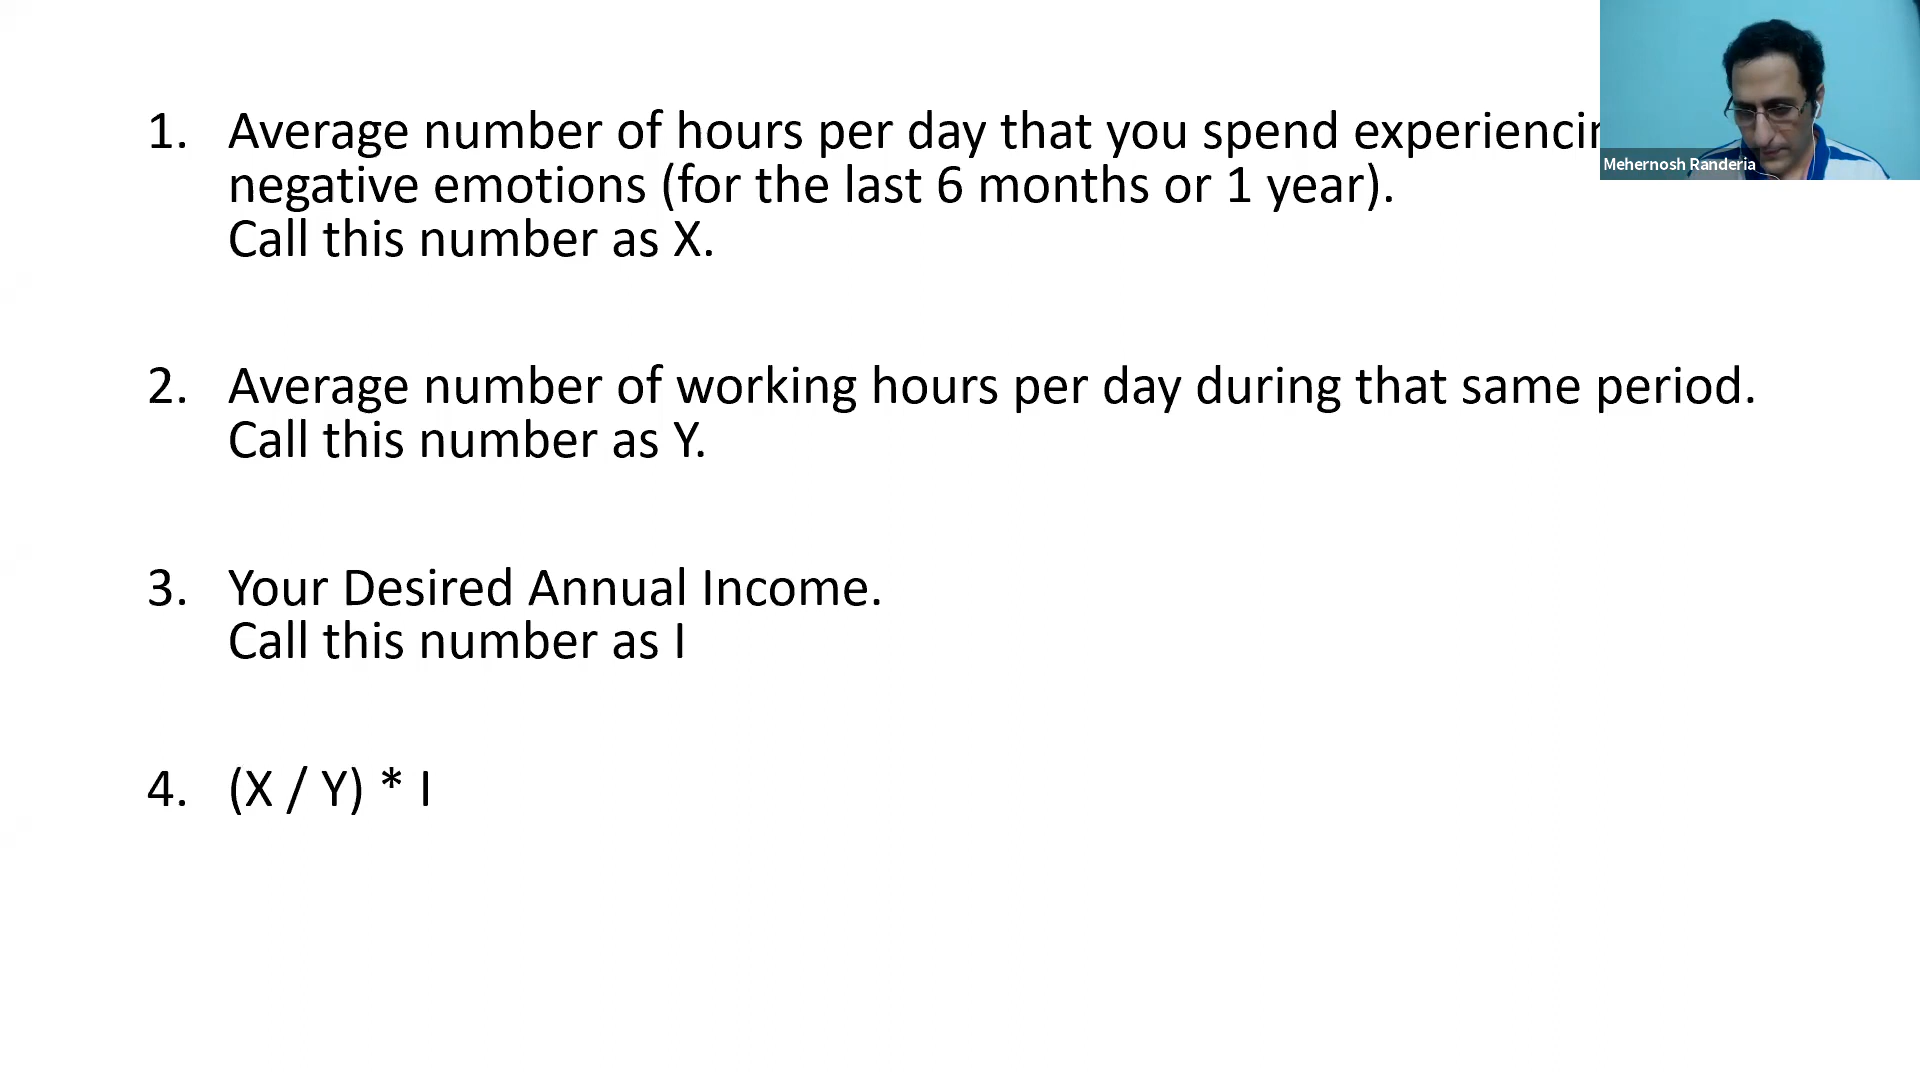 1. Average number of hours per day that you spend
negative emotions (for the last 6 months or 1 year).
Call this number as X.
2. Average number of working hours per day during that same period.
Call this number as Y.
3. Your Desired Annual Income.
Call this number as I
4. (X / Y) * I
Mehernosh Randeria